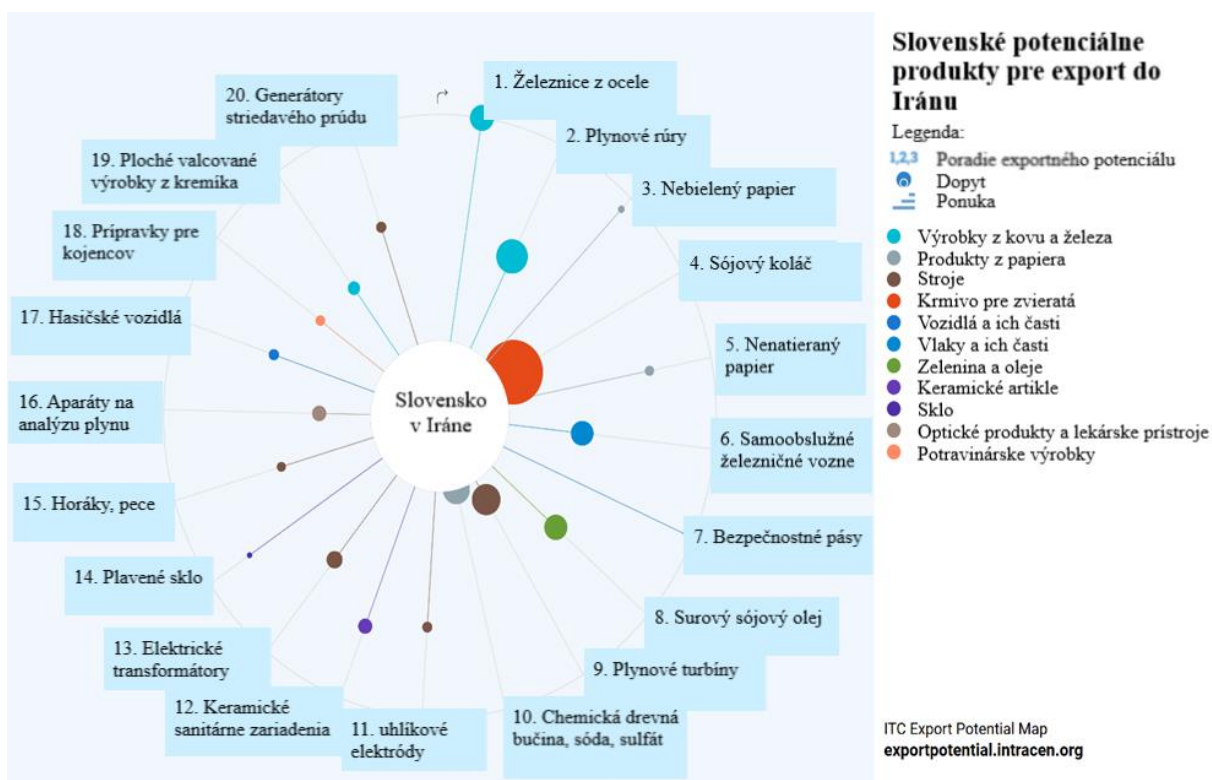 Slovenské potenciálne
produkty pre export do
Iránu
Legenda:
1,2,3 Poradie exportného potenciálu
Dopyt
Ponuka
Výrobky z kovu a železa
Produkty z papiera
Stroje
Krmivo pre zvieratá
Vozidlá a ich časti
Vlaky a ich časti
Zelenina a oleje
Keramické artikle
Sklo
Optické produkty a lekárske prístroje
Potravinárske výrobky
1. Železnice z ocele
2. Plynové rúry
3. Nebielený papier
4. Sójový koláč
5. Nenatieraný
papier
6. Samoobslužné
železničné vozne
7. Bezpečnostné pásy
8. Surový sójový olej
9. Plynové turbíny
10. Chemická drevná
bučina, sóda, sulfát
11. uhlíkové
elektródy
12. Keramické
sanitárne zariadenia
13. Elektrické
transformátory
14. Plavené sklo
15. Horáky, pece
16. Aparáty na
analýzu plynu
17. Hasičské vozidlá
18. Prípravky pre
kojencov
19. Ploché valcované
výrobky z kremíka
20. Generátory
striedavého prúdu
Slovensko
v Iráne
ITC Export Potential Map
exportpotential.intracen.org